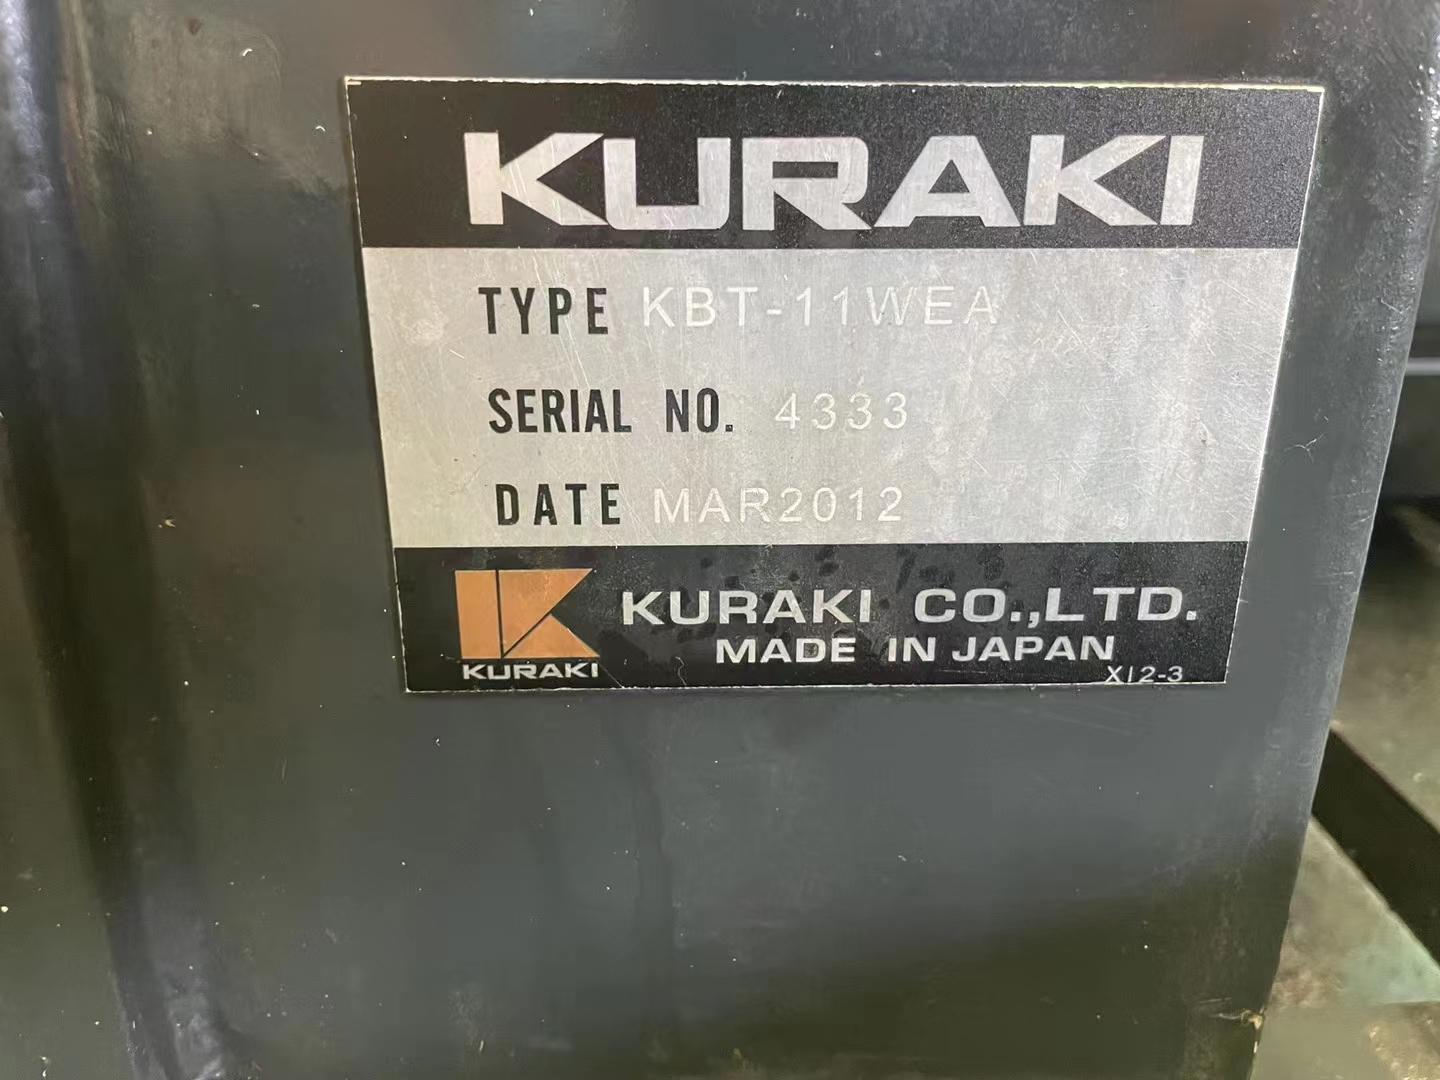 KURAKI
TYPE KBT-11WEA
SERIAL NO. 4333
DATE MAR2012
KURAKI CO.,LTD.
MADE IN JAPAN
KURAKI
X12-3